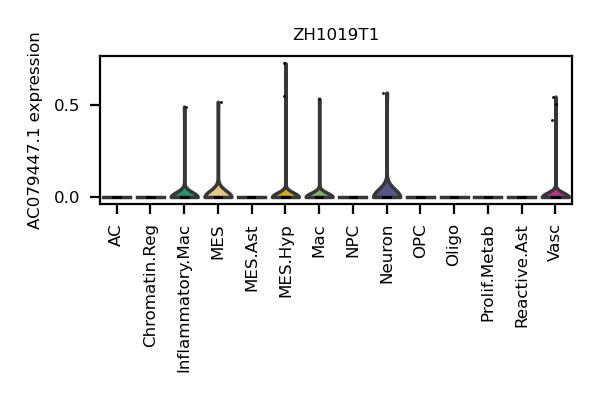 ZH1019T1
AC079447.1 expression
0.5
0.0
AC
Chromatin.Reg
Inflammatory.Mac
MES
MES.Ast
MES.Hyp
Mac
NPC
Neuron
OPC
Oligo
Prolif.Metab
Reactive.Ast
Vasc